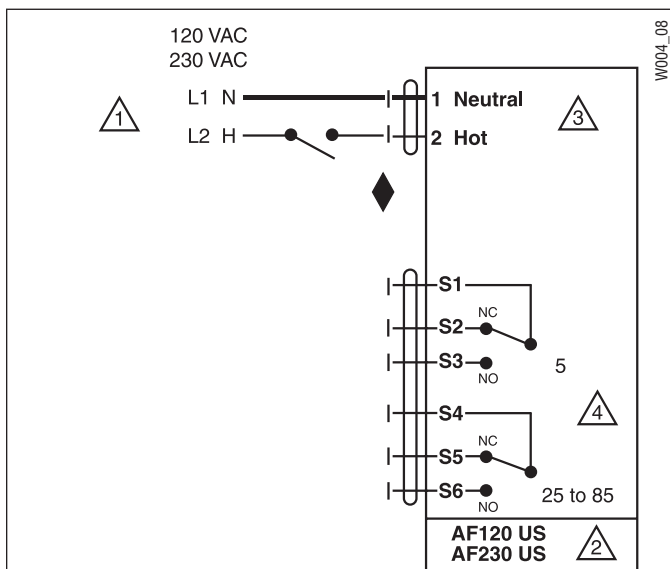 120 VAC
230 VAC
W004_08
L1 N
1 Neutral
1
3
L2 H
2 Hot
S1
NC
S2
S3
NO
5
S4
4
NC
S5
S6
NO
25 to 85
AF120 US
AF230 US
2